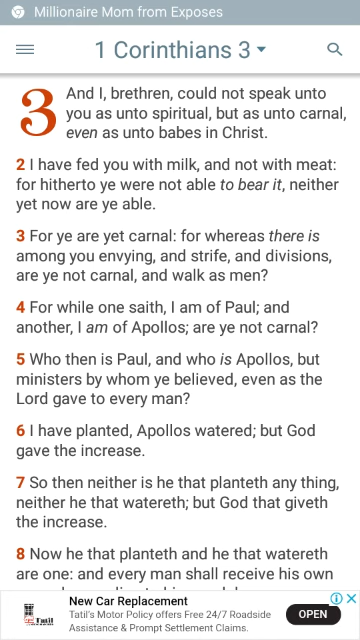 Millionaire Mom from Exposes
1 Corinthians 3
3 And I, brethren, could not speak unto
you as unto spiritual, but as unto carnal,
even as unto babes in Christ.
2 I have fed you with milk, and not with meat:
for hitherto ye were not able to bear it, neither
yet now are ye able.
3 For ye are yet carnal: for whereas there is
among you envying, and strife, and divisions,
are ye not carnal, and walk as men?
4 For while one saith, I am of Paul; and
another, I am of Apollos; are ye not carnal?
5 Who then is Paul, and who is Apollos, but
ministers by whom ye believed, even as the
Lord gave to every man?
6 I have planted, Apollos watered; but God
gave the increase.
7 So then neither is he that planteth any thing,
neither he that watereth; but God that giveth
the increase.
8 Now he that planteth and he that watereth
are one: and every man shall receive his own
New Car Replacement
Tatil's Motor Policy offers Free 24/7 Roadside
Assistance & Prompt Settlement Claims.
Tatil
OPEN